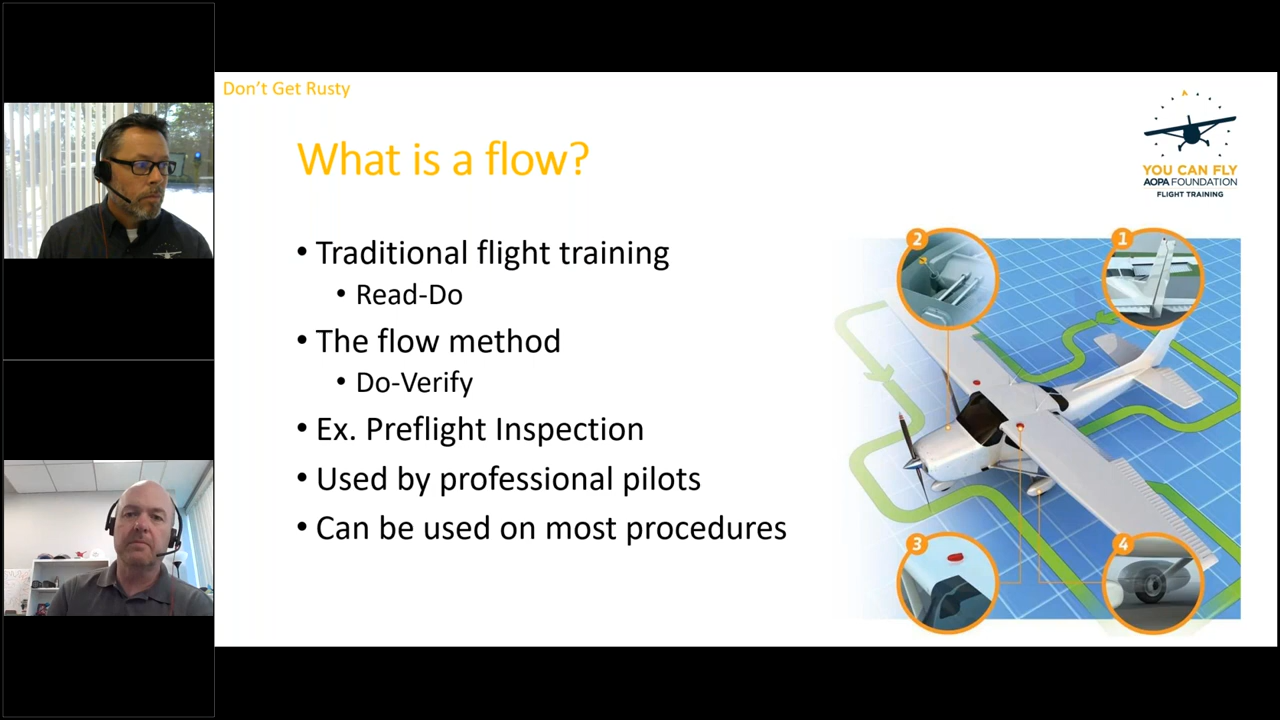 Don't Get Rusty
What is a flow?
YOU CAN FLY
AOPA FOUNDATION
FLIGHT TRAINING
• Traditional flight training
• Read-Do
• The flow method
• Do-Verify
• Ex. Preflight Inspection
• Used by professional pilots
• Can be used on most procedures
2
1
3
4